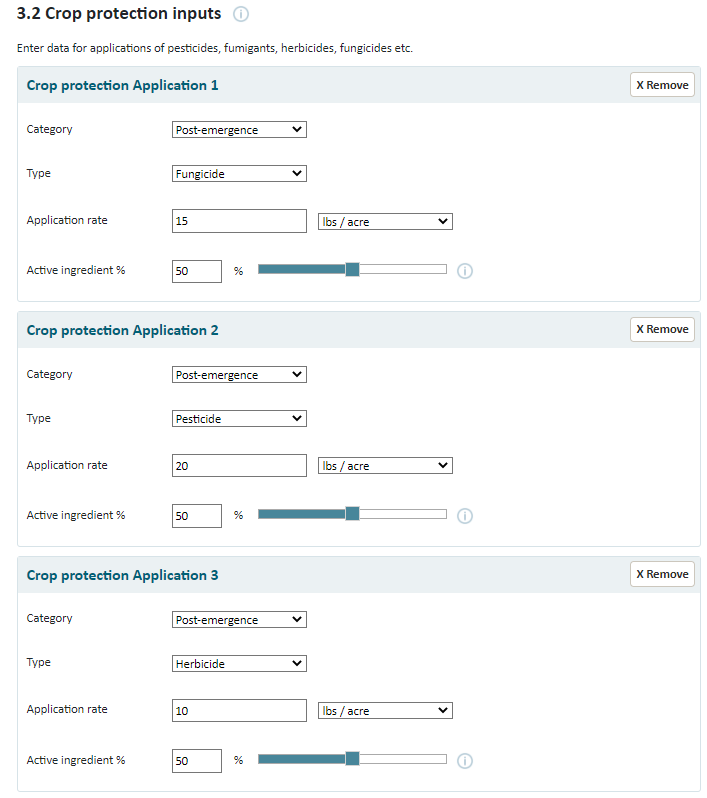 3.2 Crop protection inputs i
Enter data for applications of pesticides, fumigants, herbicides, fungicides etc.
Crop protection Application 1 X Remove
Category Post-emergence
Type Fungicide
Application rate 15 lbs / acre
Active ingredient % 50 % i
Crop protection Application 2 X Remove
Category Post-emergence
Type Pesticide
Application rate 20 lbs / acre
Active ingredient % 50 % i
Crop protection Application 3 X Remove
Category Post-emergence
Type Herbicide
Application rate 10 lbs / acre
Active ingredient % 50 % i